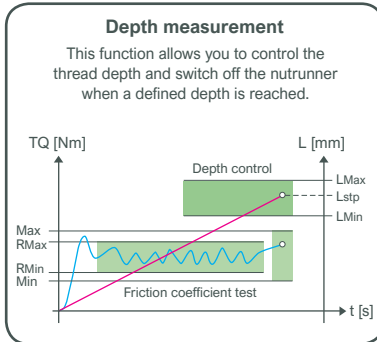 Depth measurement
This function allows you to control the
thread depth and switch off the nutrunner
when a defined depth is reached.
TQ [Nm]
L [mm]
Depth control
LMax
Lstp
LMin
Max
RMax
RMin
Min
Friction coefficient test
t [s]